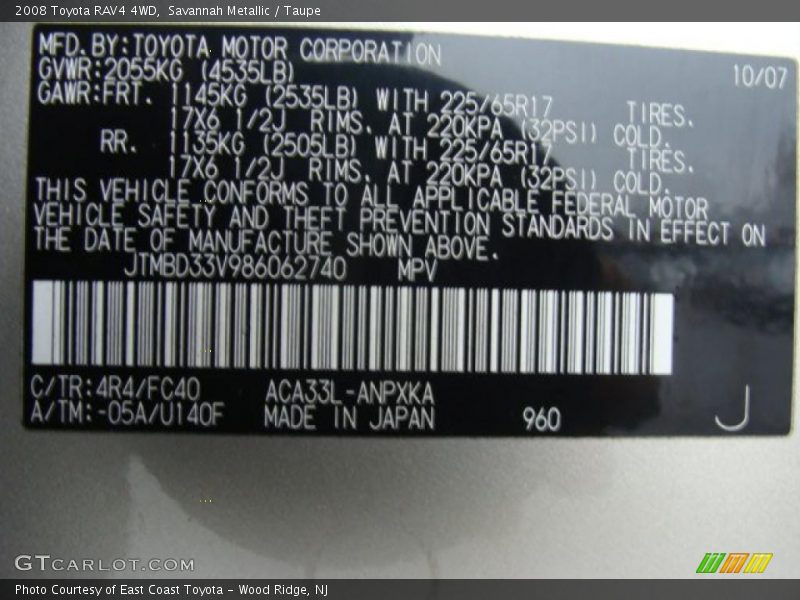 2008 Toyota RAV4 4WD, Savannah Metallic / Taupe
MFD.BY:TOYOTA MOTOR CORPORATION
10/07
GVWR:2055KG (4535LB)
GAWR:FRT. 1145KG (2535LB) WITH 225/65R17 TIRES.
17X6 1/2J RIMS. AT 220KPA (32PSI) COLD.
RR. 1135KG (2505LB) WITH 225/65R17 TIRES.
17X6 1/2J RIMS. AT 220KPA (32PSI) COLD.
THIS VEHICLE CONFORMS TO ALL APPLICABLE FEDERAL MOTOR
VEHICLE SAFETY AND THEFT PREVENTION STANDARDS IN EFFECT ON
THE DATE OF MANUFACTURE SHOWN ABOVE.
JTMBD33V986062740 MPV
C/TR:4R4/FC40 ACA33L-ANPXKA
A/TM:-05A/U140F MADE IN JAPAN 960 J
GTCARLOT.COM
Photo Courtesy of East Coast Toyota - Wood Ridge, NJ